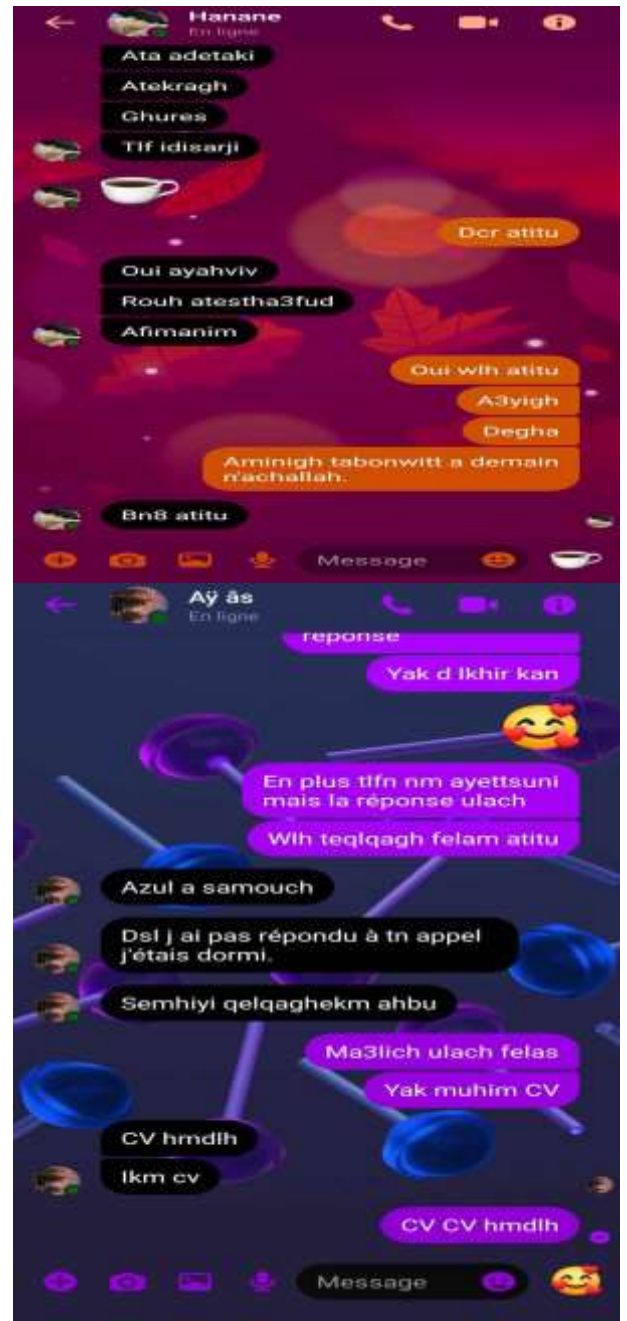 Hanane
En ligne
Ata adetaki
Atekragh
Ghures
Tlf idisarji
Dcr atitu
Oui ayahviv
Rouh atestha3fud
Afimanim
Oui wlh atitu
A3yigh
Degha
Aminigh tabonwitt a demain
n'achallah.
Bn8 atitu
Message
Aÿ âs
En ligne
reponse
Yak d lkhir kan
En plus tlfn nm ayettsuni
mais la réponse ulach
Wlh teqlqagh felam atitu
Azul a samouch
Dsl j ai pas répondu à tn appel
j'étais dormi.
Semhiyi qelqaghekm ahbu
Ma3lich ulach felas
Yak muhim CV
CV hmdlh
Ikm cv
CV CV hmdlh
Message